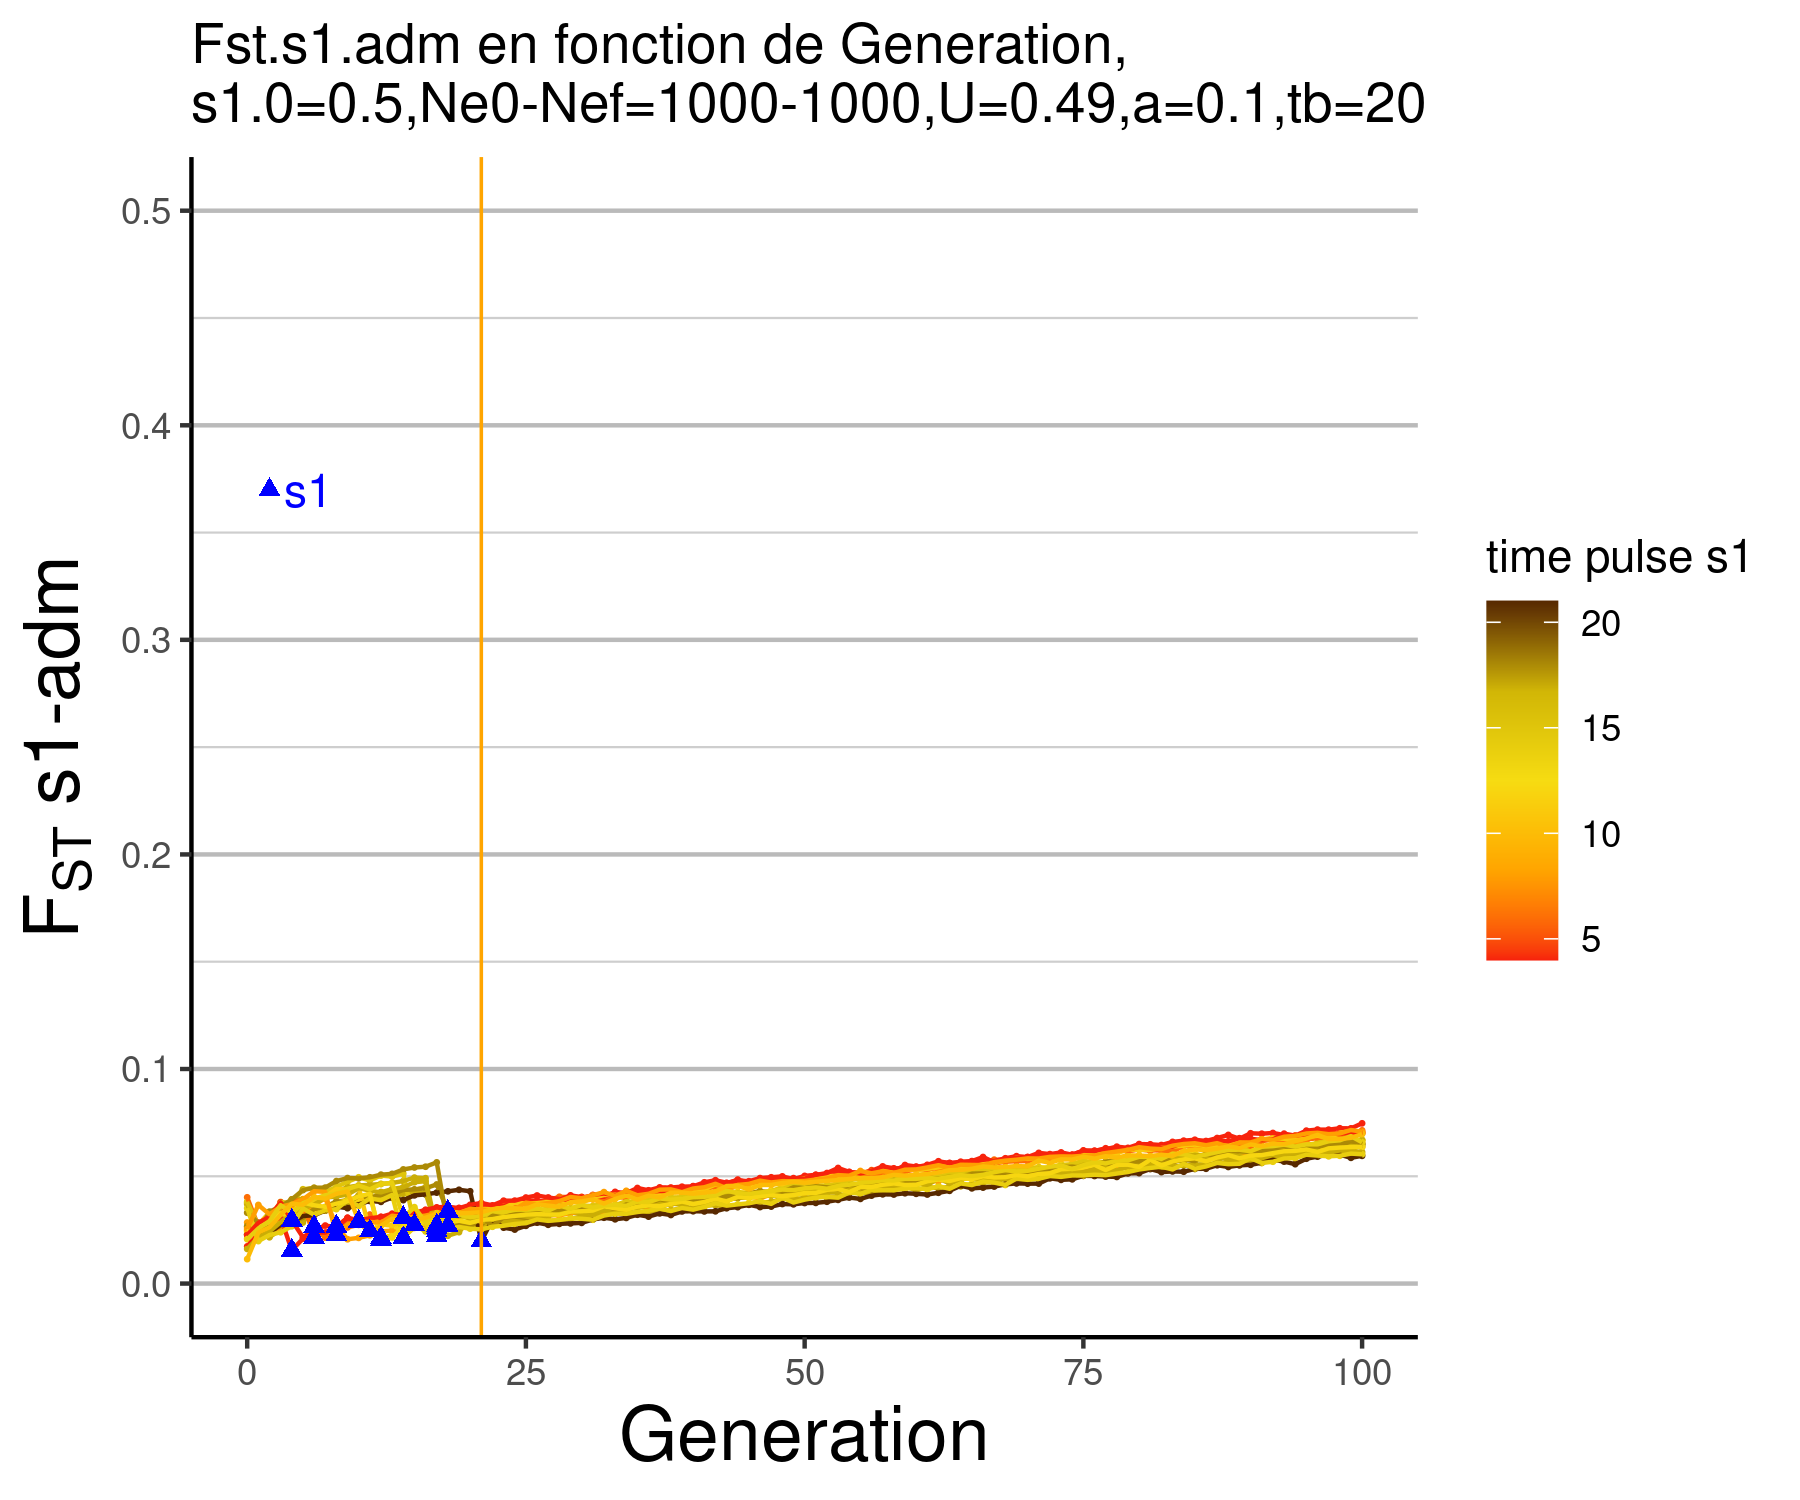 Fst.s1.adm en fonction de Generation,
s1.0=0.5,Ne0-Nef=1000-1000,U=0.49,a=0.1,tb=20
0.5
0.4
0.3
0.2
0.1
0.0
FST s1-adm
s1
0 25 50 75 100
Generation
time pulse s1
20
15
10
5